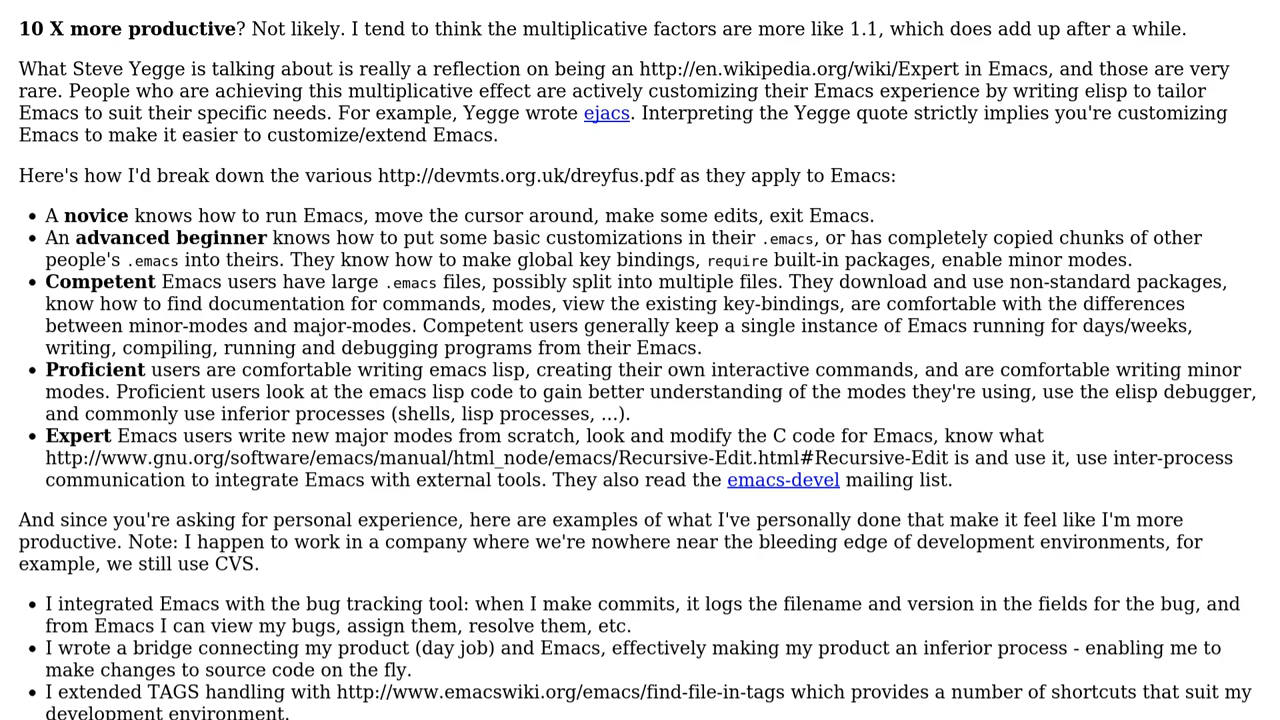 10 X more productive? Not likely. I tend to think the multiplicative factors are more like 1.1, which does add up after a while.
What Steve Yegge is talking about is really a reflection on being an http://en.wikipedia.org/wiki/Expert in Emacs, and those are very
rare. People who are achieving this multiplicative effect are actively customizing their Emacs experience by writing elisp to tailor
Emacs to suit their specific needs. For example, Yegge wrote ejacs. Interpreting the Yegge quote strictly implies you're customizing
Emacs to make it easier to customize/extend Emacs.
Here's how I'd break down the various http://devmts.org.uk/dreyfus.pdf as they apply to Emacs:
• A novice knows how to run Emacs, move the cursor around, make some edits, exit Emacs.
• An advanced beginner knows how to put some basic customizations in their .emacs, or has completely copied chunks of other
people's .emacs into theirs. They know how to make global key bindings, require built-in packages, enable minor modes.
• Competent Emacs users have large .emacs files, possibly split into multiple files. They download and use non-standard packages,
know how to find documentation for commands, modes, view the existing key-bindings, are comfortable with the differences
between minor-modes and major-modes. Competent users generally keep a single instance of Emacs running for days/weeks,
writing, compiling, running and debugging programs from their Emacs.
• Proficient users are comfortable writing emacs lisp, creating their own interactive commands, and are comfortable writing minor
modes. Proficient users look at the emacs lisp code to gain better understanding of the modes they're using, use the elisp debugger,
and commonly use inferior processes (shells, lisp processes, ...).
• Expert Emacs users write new major modes from scratch, look and modify the C code for Emacs, know what
http://www.gnu.org/software/emacs/manual/html_node/emacs/Recursive-Edit.html#Recursive-Edit is and use it, use inter-process
communication to integrate Emacs with external tools. They also read the emacs-devel mailing list.
And since you're asking for personal experience, here are examples of what I've personally done that make it feel like I'm more
productive. Note: I happen to work in a company where we're nowhere near the bleeding edge of development environments, for
example, we still use CVS.
• I integrated Emacs with the bug tracking tool: when I make commits, it logs the filename and version in the fields for the bug, and
from Emacs I can view my bugs, assign them, resolve them, etc.
• I wrote a bridge connecting my product (day job) and Emacs, effectively making my product an inferior process - enabling me to
make changes to source code on the fly.
• I extended TAGS handling with http://www.emacswiki.org/emacs/find-file-in-tags which provides a number of shortcuts that suit my
development environment.